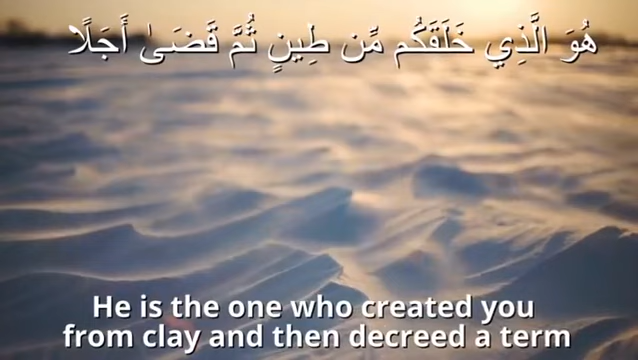 هُوَ الَّذِي خَلَقَكُم مِّن طِينٍ ثُمَّ قَضَىٰ أَجَلًا
He is the one who created you
from clay and then decreed a term